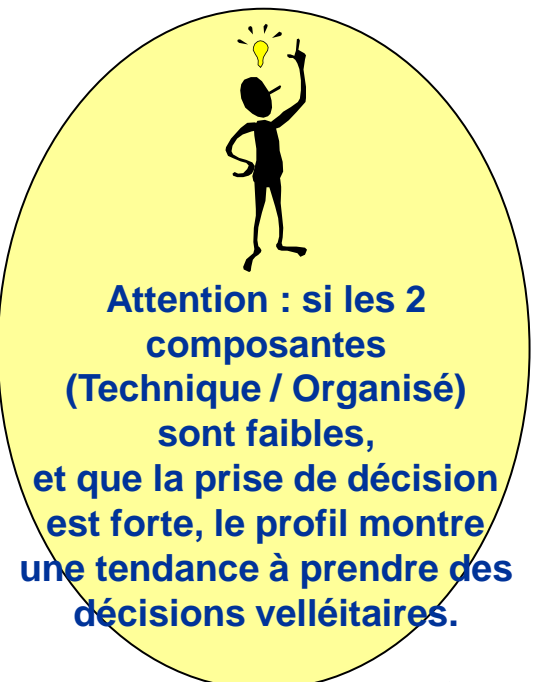 Attention : si les 2
composantes
(Technique / Organisé)
sont faibles,
et que la prise de décision
est forte, le profil montre
une tendance à prendre des
décisions velléitaires.